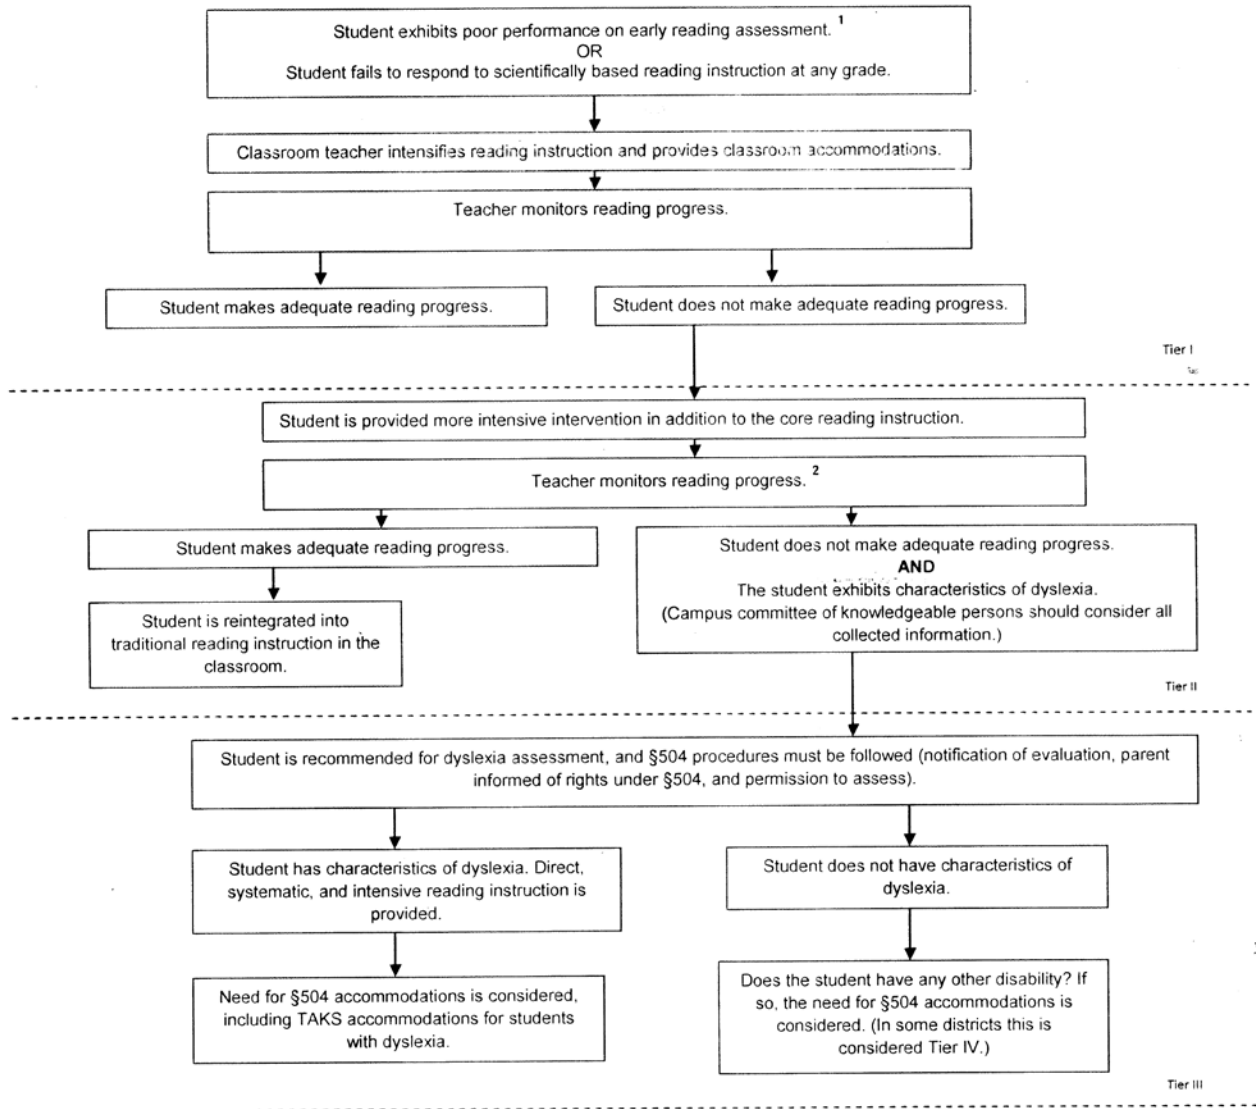 Student exhibits poor performance on early reading assessment. 1
OR
Student fails to respond to scientifically based reading instruction at any grade.
Classroom teacher intensifies reading instruction and provides classroom accommodations.
Teacher monitors reading progress.
Student makes adequate reading progress.
Student does not make adequate reading progress.
Tier I
Student is provided more intensive intervention in addition to the core reading instruction.
Teacher monitors reading progress. 2
Student makes adequate reading progress.
Student is reintegrated into
traditional reading instruction in the
classroom.
Student does not make adequate reading progress.
AND
The student exhibits characteristics of dyslexia.
(Campus committee of knowledgeable persons should consider all
collected information.)
Tier II
Student is recommended for dyslexia assessment, and §504 procedures must be followed (notification of evaluation, parent
informed of rights under §504, and permission to assess).
Student has characteristics of dyslexia. Direct,
systematic, and intensive reading instruction is
provided.
Student does not have characteristics of
dyslexia.
Need for §504 accommodations is considered,
including TAKS accommodations for students
with dyslexia.
Does the student have any other disability? If
so, the need for §504 accommodations is
considered. (In some districts this is
considered Tier IV.)
Tier III